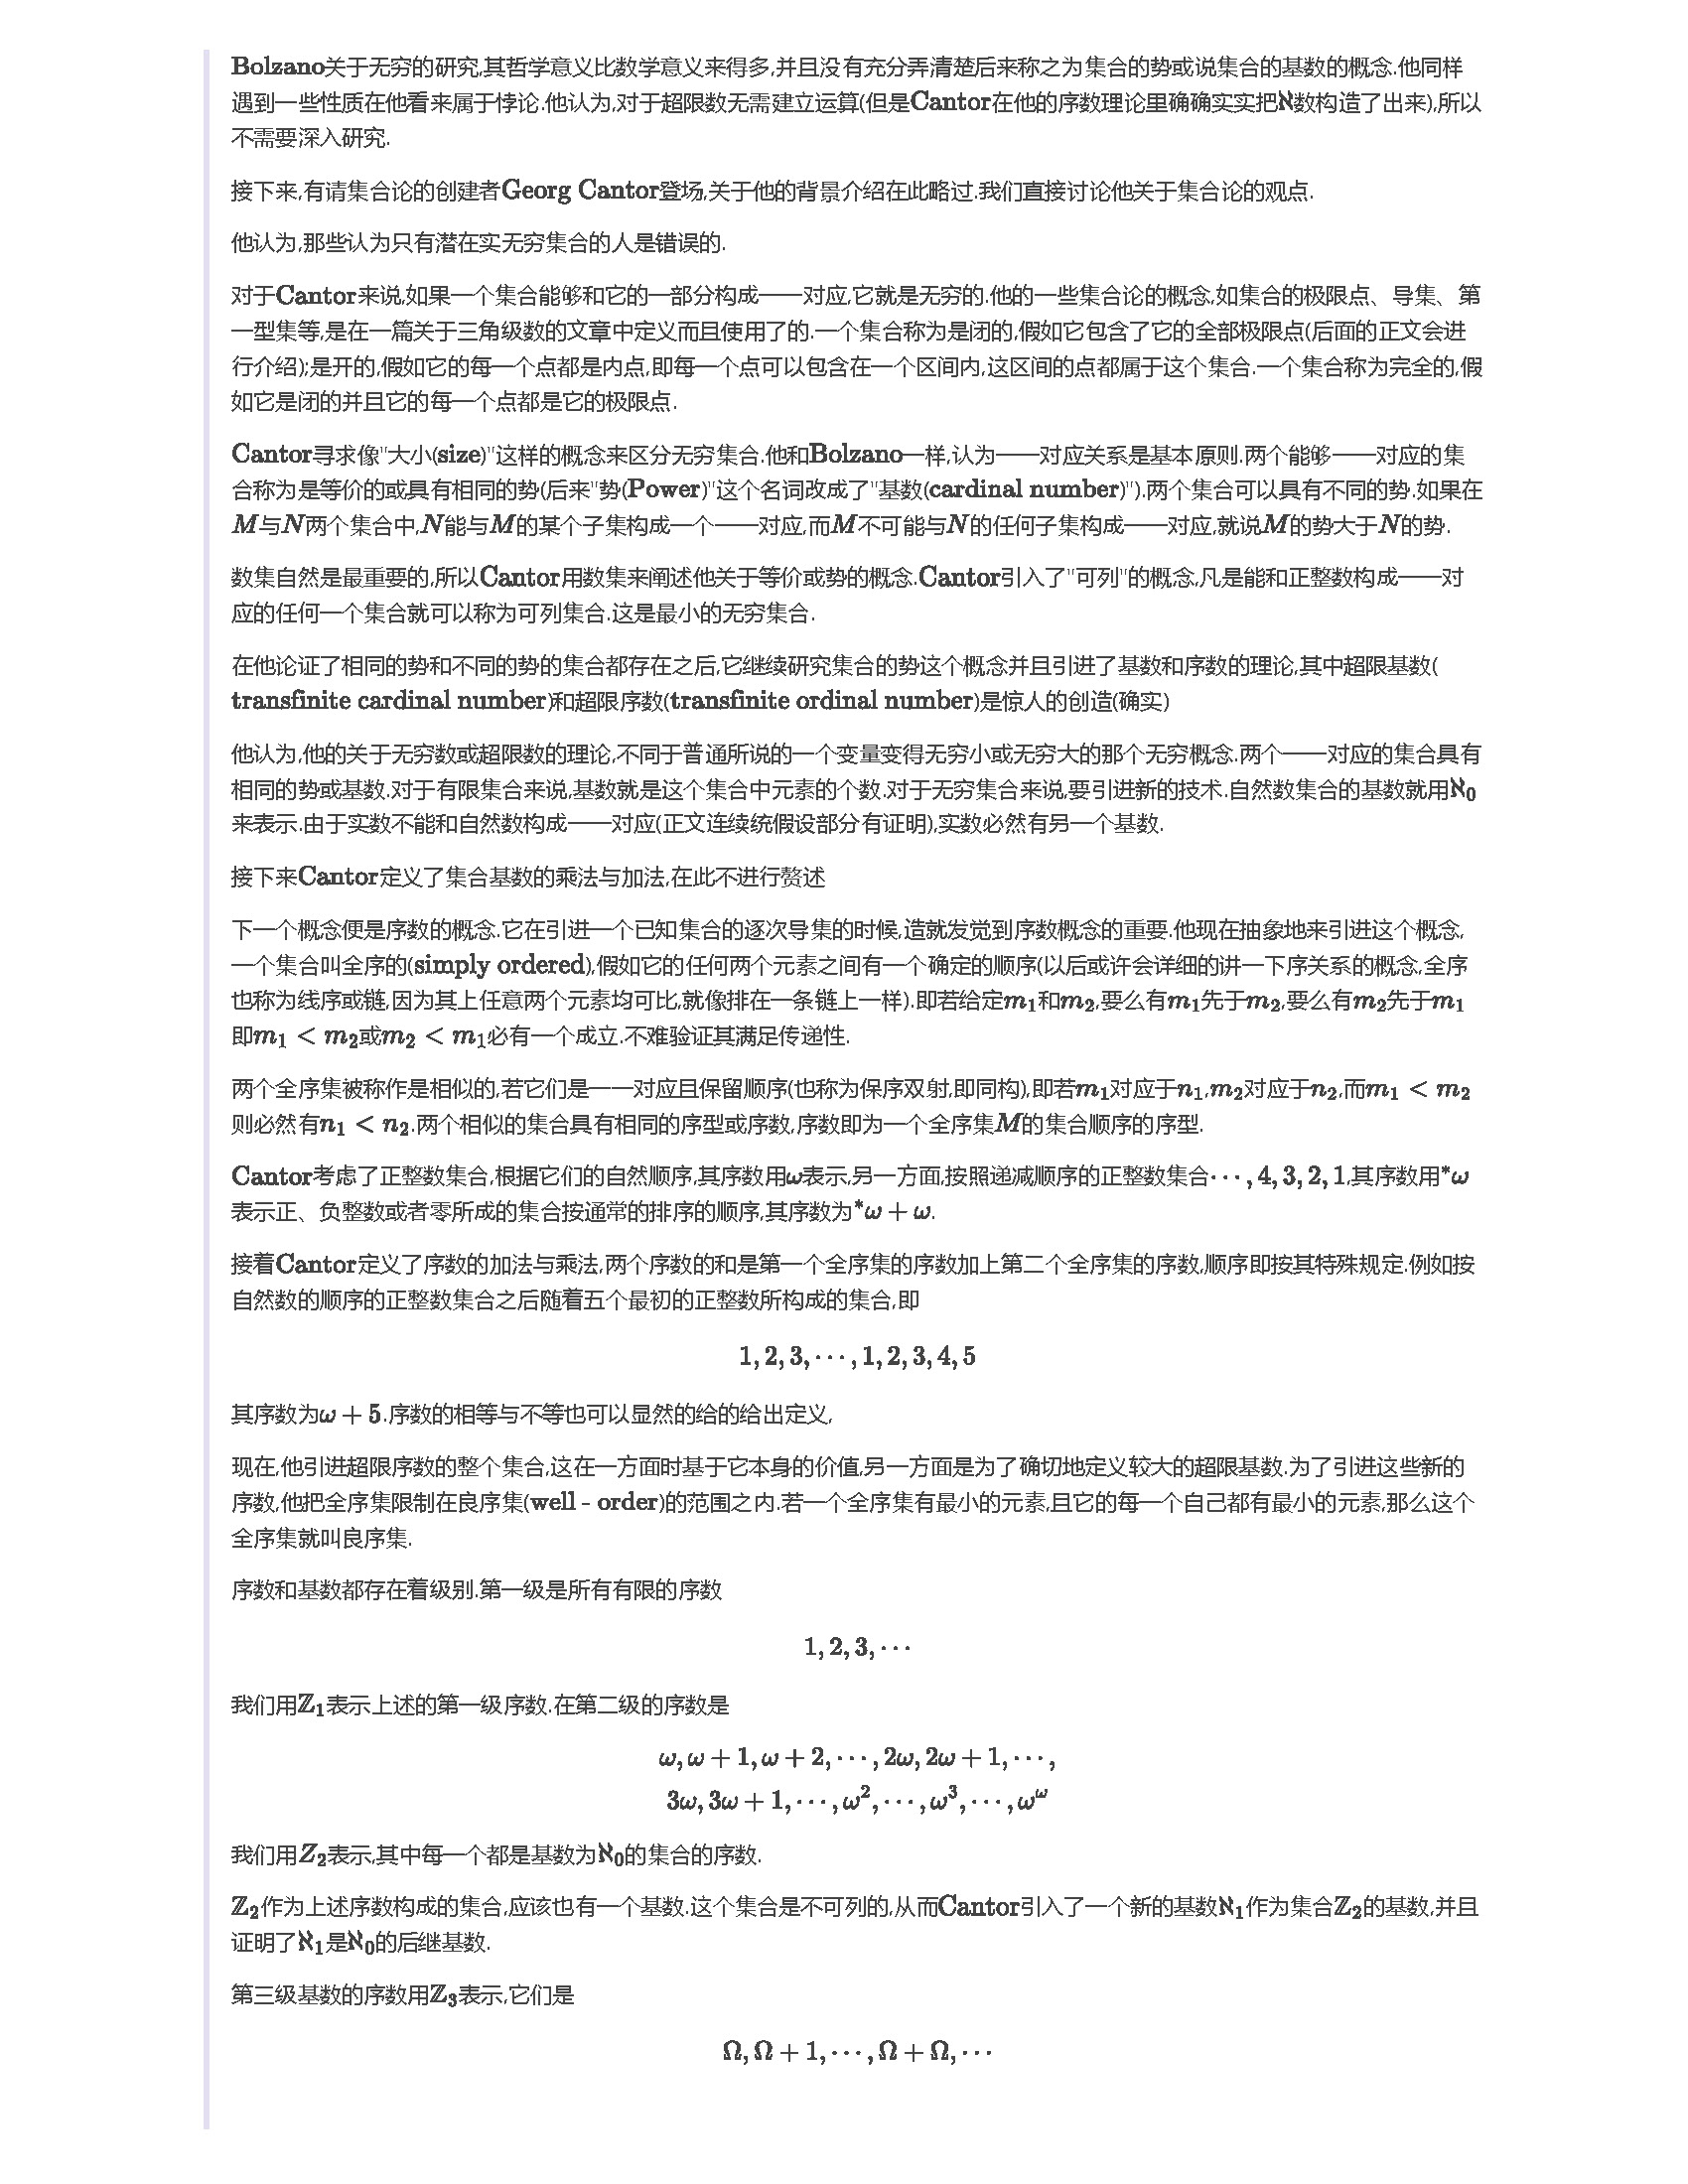 Bolzano关于无穷的研究,其哲学意义比数学意义来得多,并且没有充分弄清楚后来称之为集合的势或说集合的基数的概念.他同样
遇到一些性质在他看来属于悖论.他认为,对于超限数无需建立运算(但是Cantor在他的序数理论里确确实实把ℵ数构造了出来),所以
不需要深入研究.
接下来,有请集合论的创建者Georg Cantor登场,关于他的背景介绍在此略过.我们直接讨论他关于集合论的观点.
他认为,那些认为只有潜在实无穷集合的人是错误的.
对于Cantor来说,如果一个集合能够和它的一部分构成一一对应,它就是无穷的.他的一些集合论的概念,如集合的极限点、导集、第
一型集等,是在一篇关于三角级数的文章中定义而且使用了的.一个集合称为是闭的,假如它包含了它的全部极限点(后面的正文会进
行介绍);是开的,假如它的每一个点都是内点,即每一个点可以包含在一个区间内,这区间的点都属于这个集合.一个集合称为完全的,假
如它是闭的并且它的每一个点都是它的极限点.
Cantor寻求像"大小(size)"这样的概念来区分无穷集合.他和Bolzano一样,认为一一对应关系是基本原则.两个能够一一对应的集
合称为是等价的或具有相同的势(后来"势(Power)"这个名词改成了"基数(cardinal number)").两个集合可以具有不同的势.如果在
M与N两个集合中,N能与M的某个子集构成一个一一对应,而M不可能与N的任何子集构成一一对应,就说M的势大于N的势.
数集自然是最重要的,所以Cantor用数集来阐述他关于等价或势的概念.Cantor引入了"可列"的概念,凡是能和正整数构成一一对
应的任何一个集合就可以称为可列集合.这是最小的无穷集合.
在他论证了相同的势和不同的势的集合都存在之后,它继续研究集合的势这个概念并且引进了基数和序数的理论,其中超限基数(
transfinite cardinal number)和超限序数(transfinite ordinal number)是惊人的创造(确实)
他认为,他的关于无穷数或超限数的理论,不同于普通所说的一个变量变得无穷小或无穷大的那个无穷概念.两个一一对应的集合具有
相同的势或基数.对于有限集合来说,基数就是这个集合中元素的个数.对于无穷集合来说,要引进新的技术.自然数集合的基数就用ℵ₀
来表示.由于实数不能和自然数构成一一对应(正文连续统假设部分有证明),实数必然有另一个基数.
接下来Cantor定义了集合基数的乘法与加法,在此不进行赘述
下一个概念便是序数的概念.它在引进一个已知集合的逐次导集的时候,造就发觉到序数概念的重要.他现在抽象地来引进这个概念,
一个集合叫全序的(simply ordered),假如它的任何两个元素之间有一个确定的顺序(以后或许会详细的讲一下序关系的概念,全序
也称为线序或链,因为其上任意两个元素均可比,就像排在一条链上一样).即若给定m₁和m₂,要么有m₁先于m₂,要么有m₂先于m₁
即m₁ < m₂或m₂ < m₁必有一个成立.不难验证其满足传递性.
两个全序集被称作是相似的,若它们是一一对应且保留顺序(也称为保序双射,即同构),即若m₁对应于n₁,m₂对应于n₂,而m₁ < m₂
则必然有n₁ < n₂.两个相似的集合具有相同的序型或序数,序数即为一个全序集M的集合顺序的序型.
Cantor考虑了正整数集合,根据它们的自然顺序,其序数用ω表示,另一方面,按照递减顺序的正整数集合⋯,4,3,2,1,其序数用*ω
表示正、负整数或者零所成的集合按通常的排序的顺序,其序数为*ω + ω.
接着Cantor定义了序数的加法与乘法,两个序数的和是第一个全序集的序数加上第二个全序集的序数,顺序即按其特殊规定.例如按
自然数的顺序的正整数集合之后随着五个最初的正整数所构成的集合,即
1, 2, 3, ⋯ , 1, 2, 3, 4, 5
其序数为ω + 5.序数的相等与不等也可以显然的给的给出定义,
现在,他引进超限序数的整个集合,这在一方面时基于它本身的价值,另一方面是为了确切地定义较大的超限基数.为了引进这些新的
序数,他把全序集限制在良序集(well - order)的范围之内.若一个全序集有最小的元素,且它的每一个自己都有最小的元素,那么这个
全序集就叫良序集.
序数和基数都存在着级别.第一级是所有有限的序数
1, 2, 3, ⋯
我们用ℤ₁表示上述的第一级序数.在第二级的序数是
ω, ω + 1, ω + 2, ⋯ , 2ω, 2ω + 1, ⋯ ,
3ω, 3ω + 1, ⋯ , ω², ⋯ , ω³, ⋯ , ω^ω
我们用Z₂表示,其中每一个都是基数为ℵ₀的集合的序数.
ℤ₂作为上述序数构成的集合,应该也有一个基数.这个集合是不可列的,从而Cantor引入了一个新的基数ℵ₁作为集合ℤ₂的基数,并且
证明了ℵ₁是ℵ₀的后继基数.
第三级基数的序数用ℤ₃表示,它们是
Ω, Ω + 1, ⋯ , Ω + Ω, ⋯